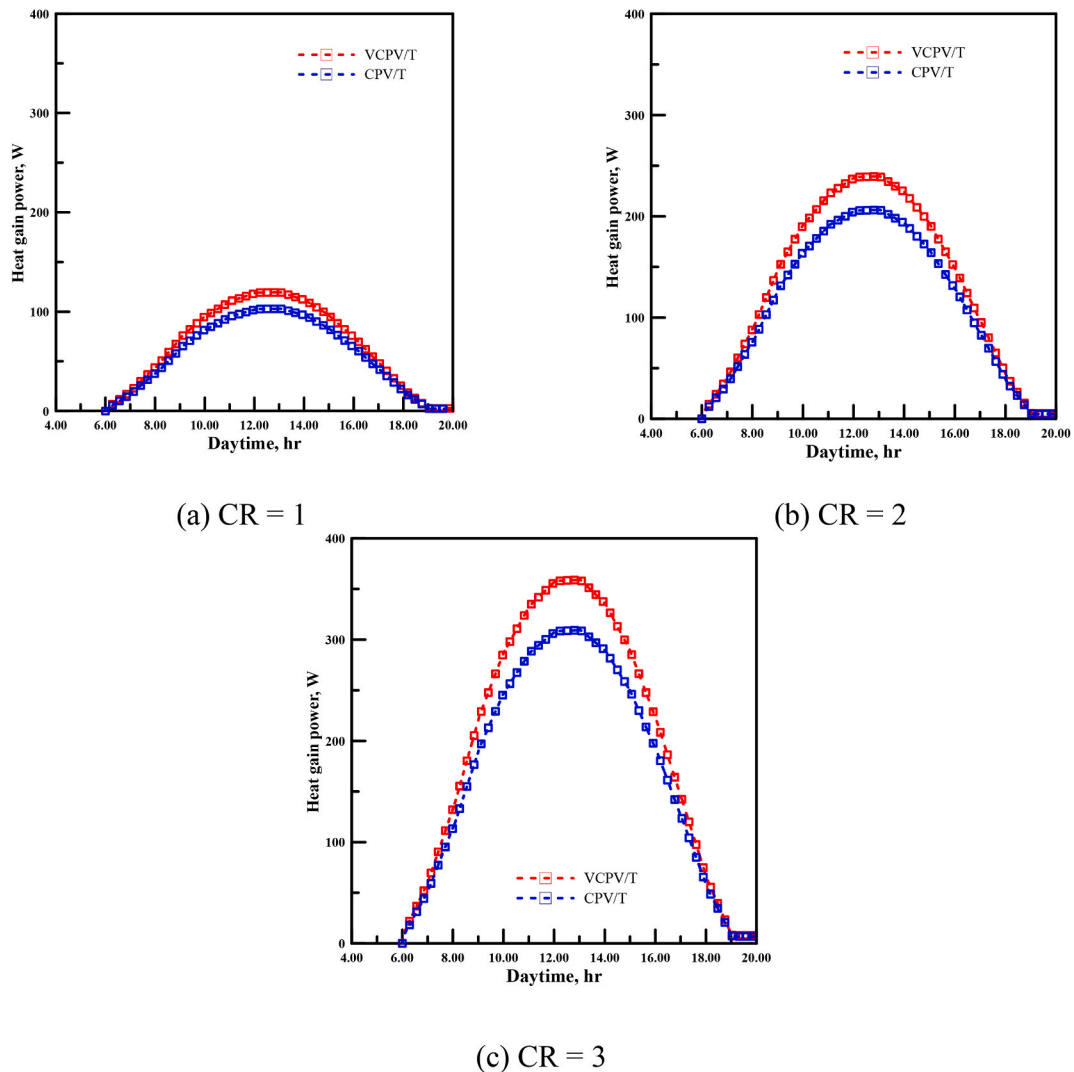 400
300
200
100
0
Heat gain power, W
VCPV/T
CPV/T
4.00 6.00 8.00 10.00 12.00 14.00 16.00 18.00 20.00
Daytime, hr
(a) CR = 1
400
300
200
100
0
Heat gain power, W
VCPV/T
CPV/T
4.00 6.00 8.00 10.00 12.00 14.00 16.00 18.00 20.00
Daytime, hr
(b) CR = 2
400
300
200
100
0
Heat gain power, W
VCPV/T
CPV/T
4.00 6.00 8.00 10.00 12.00 14.00 16.00 18.00 20.00
Daytime, hr
(c) CR = 3